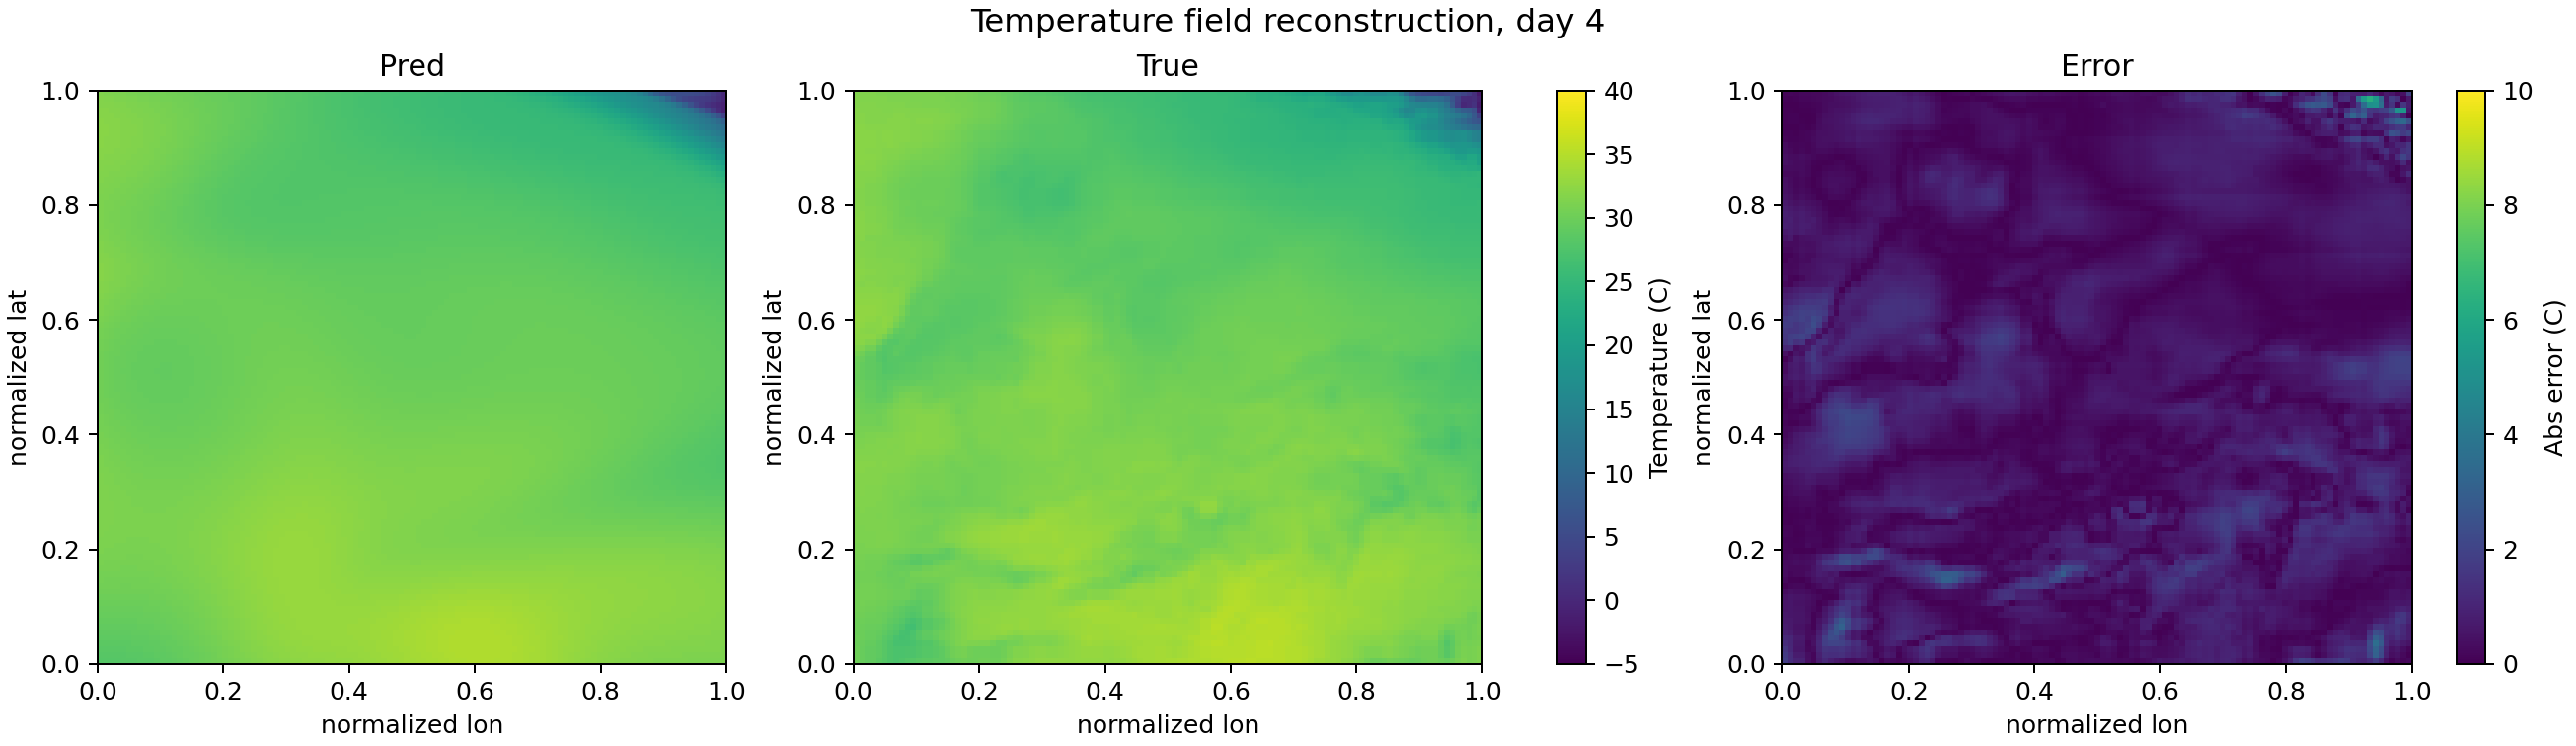 Temperature field reconstruction, day 4
Pred
1.0
0.8
0.6
0.4
0.2
0.0
normalized lat
0.0 0.2 0.4 0.6 0.8 1.0
normalized lon
True
1.0
0.8
0.6
0.4
0.2
0.0
normalized lat
0.0 0.2 0.4 0.6 0.8 1.0
normalized lon
40
35
30
25
20
15
10
5
0
−5
Temperature (C)
Error
1.0
0.8
0.6
0.4
0.2
0.0
normalized lat
0.0 0.2 0.4 0.6 0.8 1.0
normalized lon
10
8
6
4
2
0
Abs error (C)